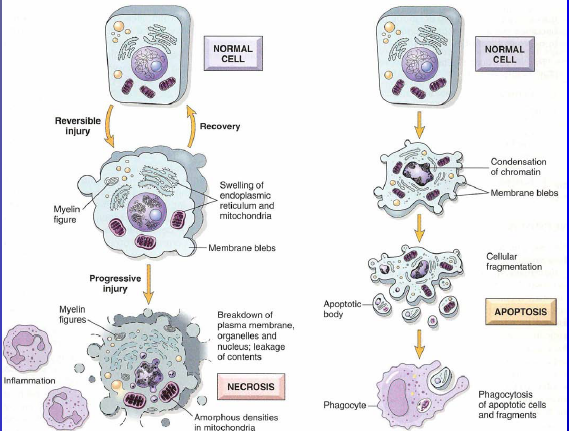 NORMAL
CELL
Reversible
injury
Recovery
Myelin
figure
Swelling of
endoplasmic
reticulum and
mitochondria
Membrane blebs
Progressive
injury
Myelin
figures
Breakdown of
plasma membrane,
organelles and
nucleus; leakage
of contents
Inflammation
NECROSIS
Amorphous densities
in mitochondria
NORMAL
CELL
Condensation
of chromatin
Membrane blebs
Cellular
fragmentation
Apoptotic
body
APOPTOSIS
Phagocyte
Phagocytosis
of apoptotic cells
and fragments